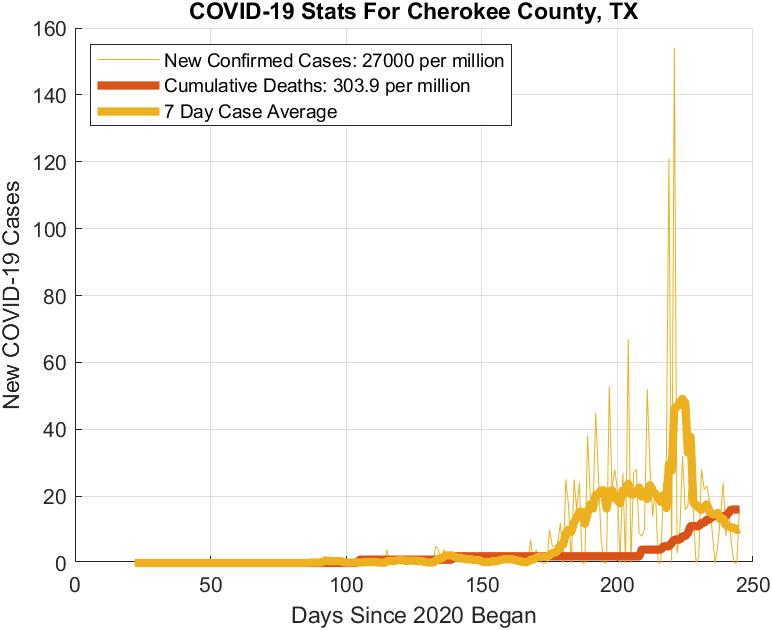 COVID-19 Stats For Cherokee County, TX
160
140
120
100
80
60
40
20
0
New Confirmed Cases: 27000 per million
Cumulative Deaths: 303.9 per million
7 Day Case Average
New COVID-19 Cases
0 50 100 150 200 250
Days Since 2020 Began